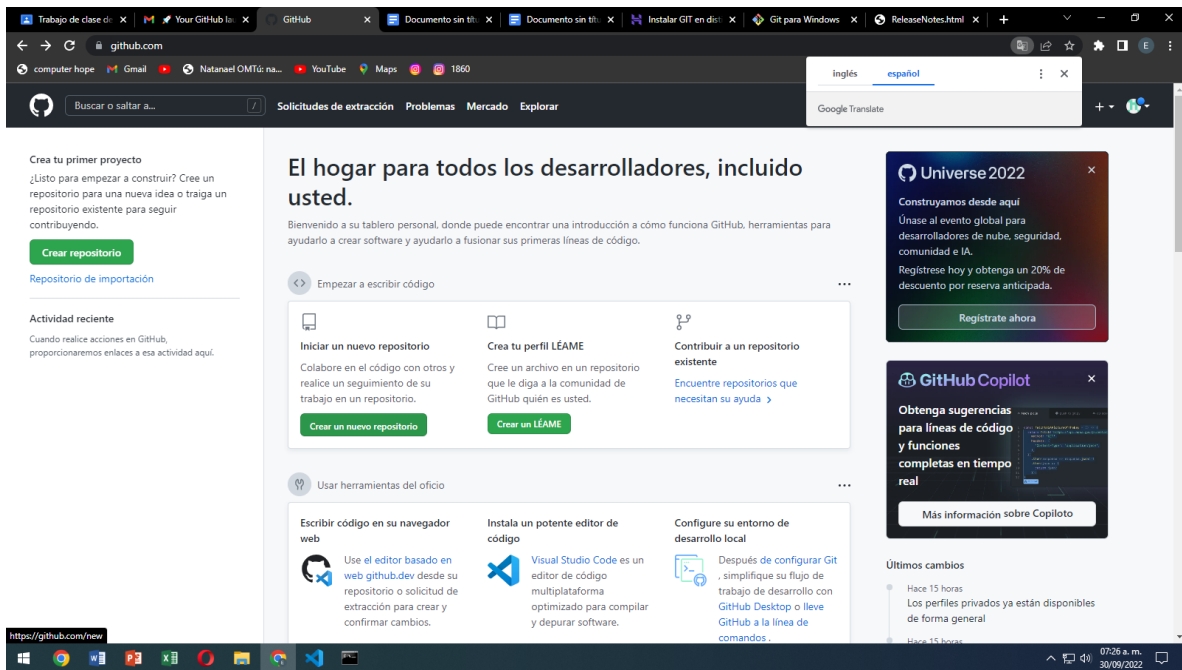 Trabajo de clase de
Your GitHub la
GitHub
Documento sin títu
Documento sin títu
Instalar GIT en dist
Git para Windows
ReleaseNotes.html
github.com
computer hope
Gmail
Natanael OMTú: na...
YouTube
Maps
1860
inglés
español
Google Translate
Buscar o saltar a...
/
Solicitudes de extracción
Problemas
Mercado
Explorar
Crea tu primer proyecto
¿Listo para empezar a construir? Cree un
repositorio para una nueva idea o traiga un
repositorio existente para seguir
contribuyendo.
Crear repositorio
Repositorio de importación
Actividad reciente
Cuando realice acciones en GitHub,
proporcionaremos enlaces a esa actividad aquí.
El hogar para todos los desarrolladores, incluido
usted.
Bienvenido a su tablero personal, donde puede encontrar una introducción a cómo funciona GitHub, herramientas para
ayudarlo a crear software y ayudarlo a fusionar sus primeras líneas de código.
Empezar a escribir código
Iniciar un nuevo repositorio
Colabore en el código con otros y
realice un seguimiento de su
trabajo en un repositorio.
Crear un nuevo repositorio
Crea tu perfil LÉAME
Cree un archivo en un repositorio
que le diga a la comunidad de
GitHub quién es usted.
Crear un LÉAME
Contribuir a un repositorio
existente
Encuentre repositorios que
necesitan su ayuda
Usar herramientas del oficio
Escribir código en su navegador
web
Use el editor basado en
web github.dev desde su
repositorio o solicitud de
extracción para crear y
confirmar cambios.
Instala un potente editor de
código
Visual Studio Code es un
editor de código
multiplataforma
optimizado para compilar
y depurar software.
Configure su entorno de
desarrollo local
Después de configurar Git
, simplifique su flujo de
trabajo de desarrollo con
GitHub Desktop o lleve
GitHub a la línea de
comandos .
Universe 2022
Construyamos desde aquí
Únase al evento global para
desarrolladores de nube, seguridad,
comunidad e IA.
Regístrese hoy y obtenga un 20% de
descuento por reserva anticipada.
Regístrate ahora
GitHub Copilot
Obtenga sugerencias
para líneas de código
y funciones
completas en tiempo
real
Más información sobre Copiloto
Últimos cambios
Hace 15 horas
Los perfiles privados ya están disponibles
de forma general
Hace 15 horas
https://github.com/new
07:26 a. m.
30/09/2022